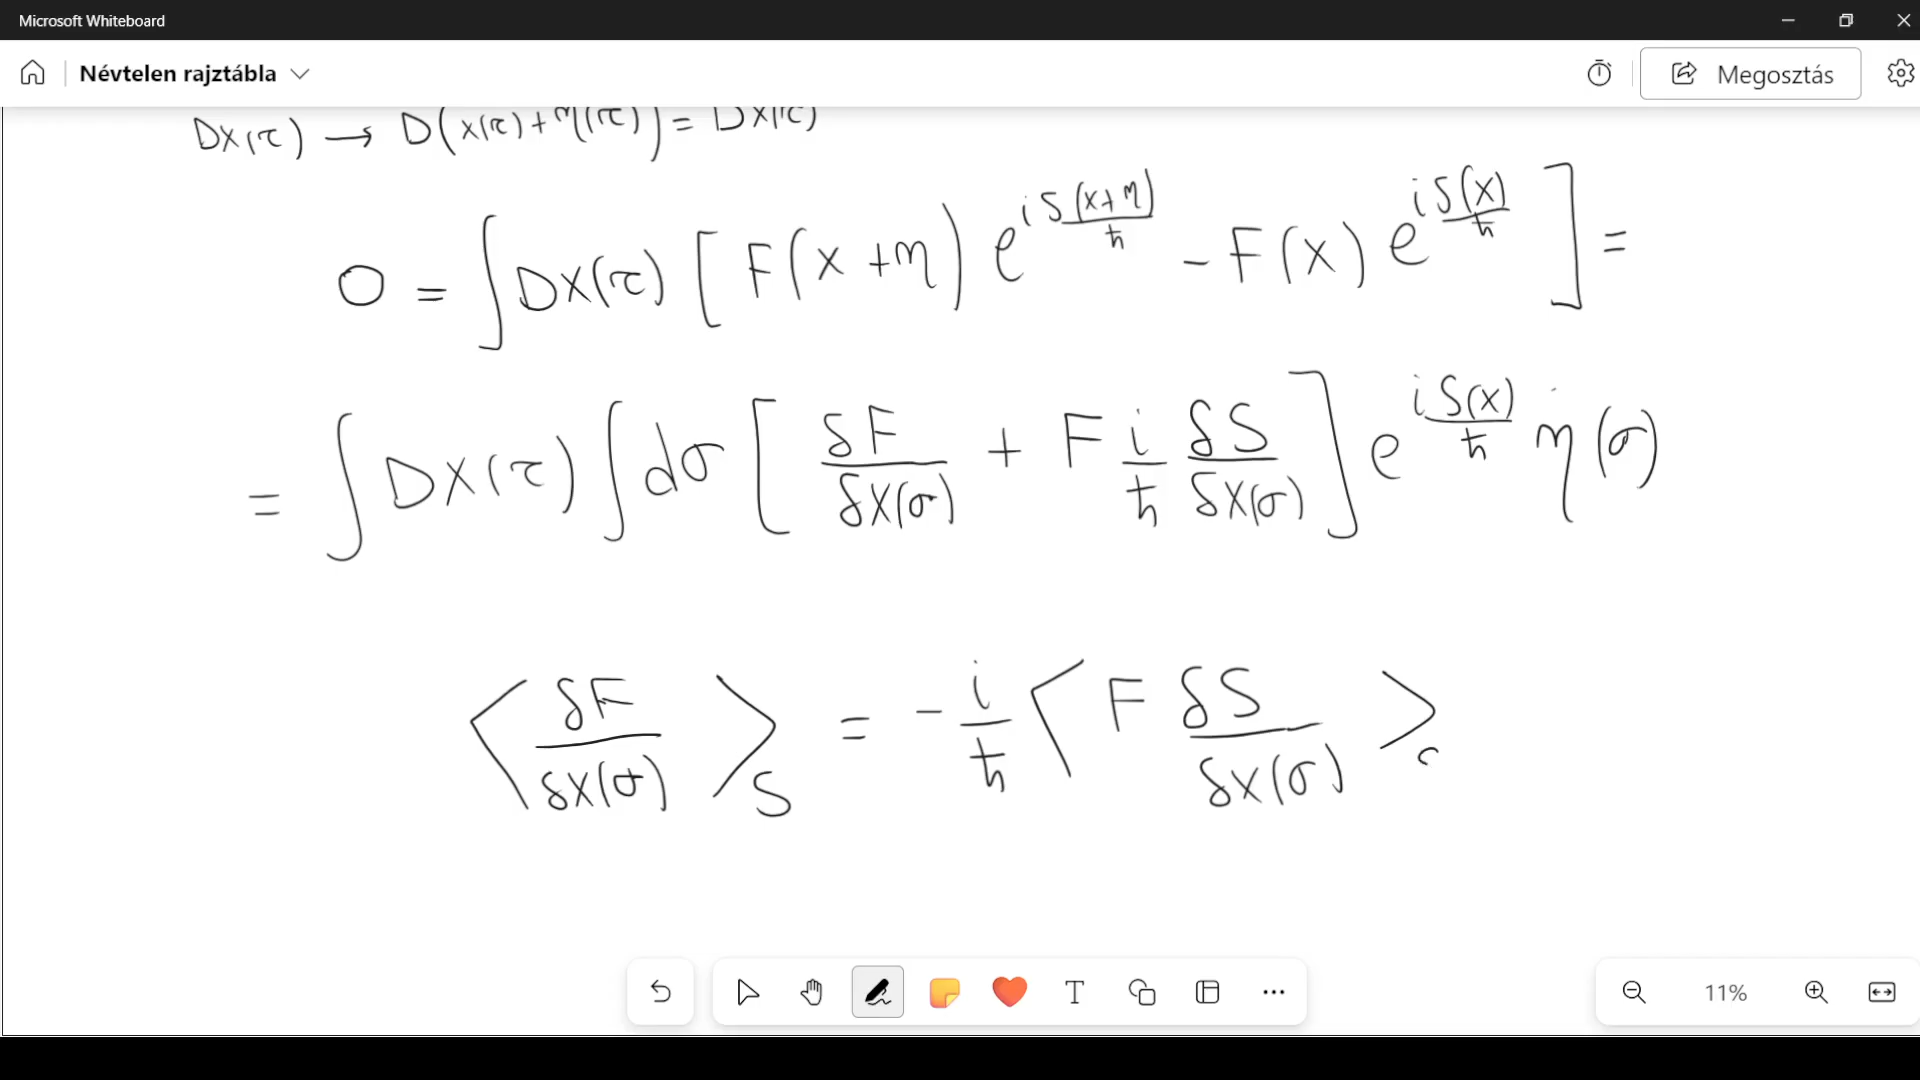 Microsoft Whiteboard
Névtelen rajztábla
Megosztás
Dx(τ) → D(x(τ)+η(τ)) = Dx(τ)
0 = ∫Dx(τ) [F(x+η) e^{iS(x+η)/ħ} - F(x) e^{iS(x)/ħ}] =
= ∫Dx(τ) ∫dσ [δF/δx(σ) + F i/ħ δS/δx(σ)] e^{iS(x)/ħ} η(σ)
⟨δF/δx(σ)⟩_S = - i/ħ ⟨F δS/δx(σ)⟩
11%